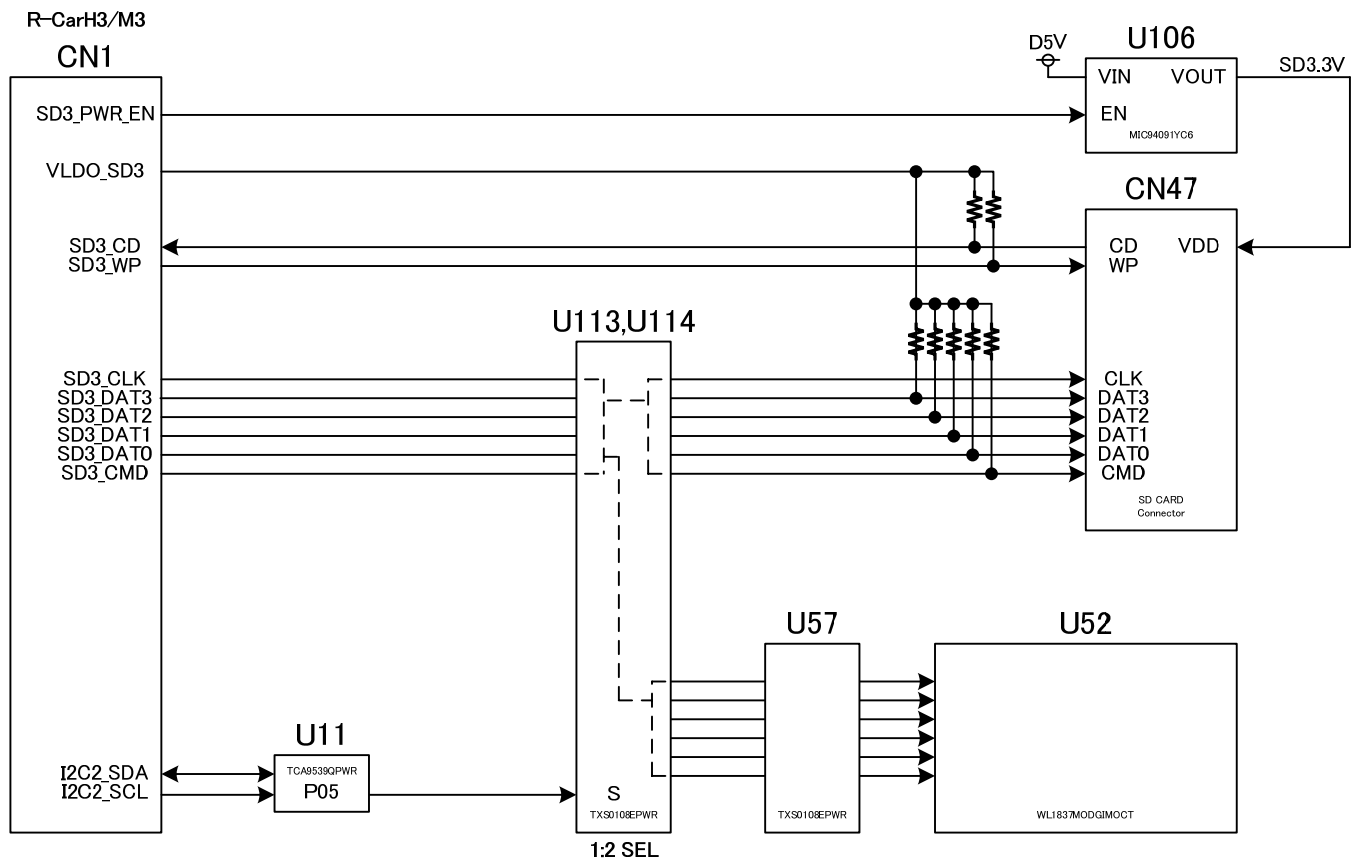 R-CarH3/M3
CN1
SD3_PWR_EN
VLDO_SD3
SD3_CD
SD3_WP
SD3_CLK
SD3_DAT3
SD3_DAT2
SD3_DAT1
SD3_DAT0
SD3_CMD
I2C2_SDA
I2C2_SCL
U11
TCA9539QPWR
P05
U113,U114
S
TXS0108EPWR
1:2 SEL
U57
TXS0108EPWR
U52
WL1837MODGIMOCT
D5V
U106
VIN VOUT
EN
MIC94091YC6
SD3.3V
CN47
CD VDD
WP
CLK
DAT3
DAT2
DAT1
DAT0
CMD
SD CARD
Connector